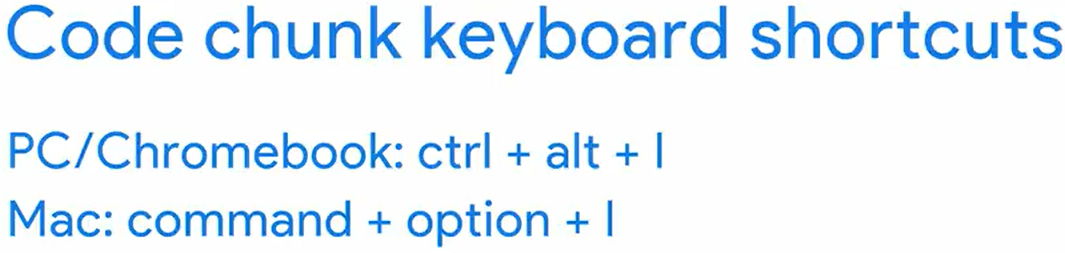 Code chunk keyboard shortcuts
PC/Chromebook: ctrl + alt + I
Mac: command + option + I